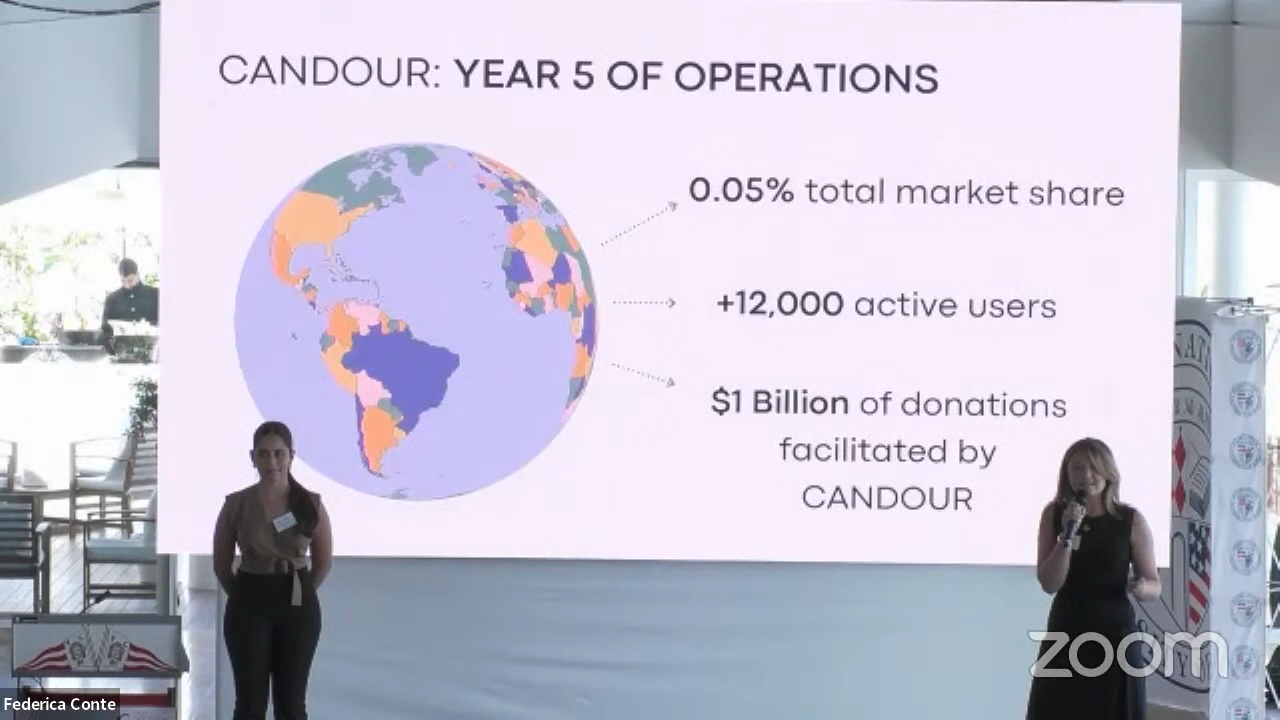 CANDOUR: YEAR 5 OF OPERATIONS
0.05% total market share
+12,000 active users
$1 Billion of donations
facilitated by
CANDOUR
zoom
Federica Conte